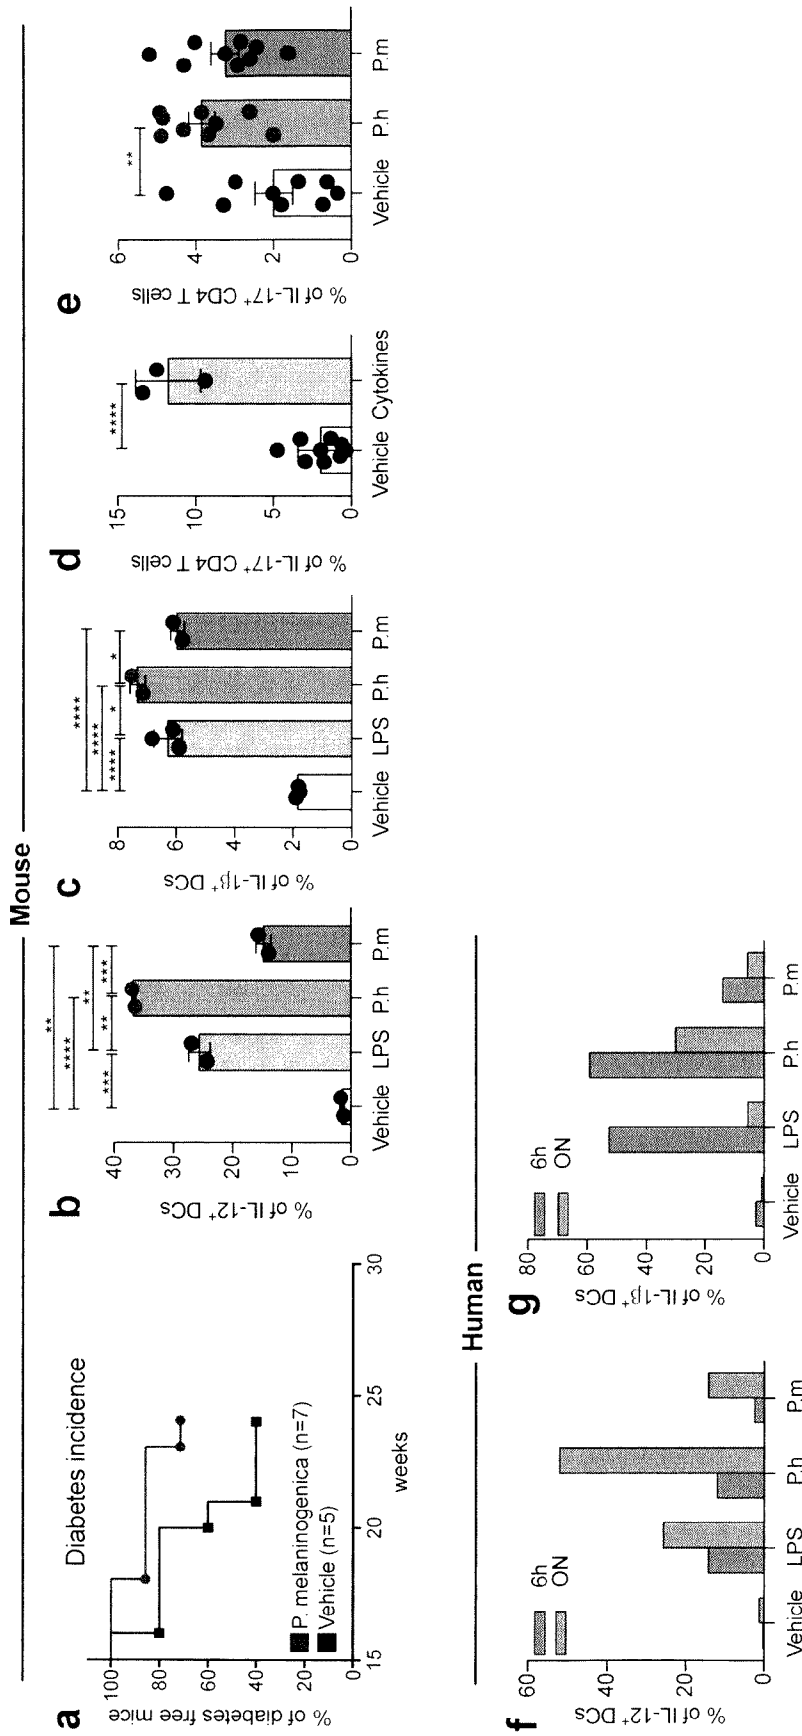 Mouse
a
Diabetes incidence
% of diabetes free mice
100
80
60
40
20
0
15
20
25
30
weeks
P. melaninogenica (n=7)
Vehicle (n=5)
b
% of IL-12+ DCs
40
30
20
10
0
**
****
**
***
**
***
Vehicle
LPS
P.h
P.m
c
% of IL-1β+ DCs
8
6
4
2
0
****
****
****
*
*
Vehicle
LPS
P.h
P.m
d
% of IL-17+ CD4 T cells
15
10
5
0
****
Vehicle
Cytokines
e
% of IL-17+ CD4 T cells
6
4
2
0
**
Vehicle
P.h
P.m
Human
f
% of IL-12+ DCs
60
40
20
0
6h
ON
Vehicle
LPS
P.h
P.m
g
% of IL-1β+ DCs
80
60
40
20
0
6h
ON
Vehicle
LPS
P.h
P.m